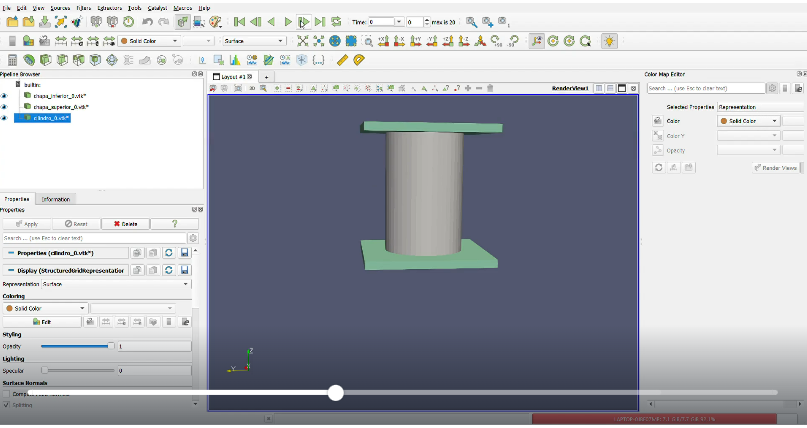 File Edit View Sources Filters Extractors Tools Catalyst Macros Help
Time: 0 0 max is 20
Solid Color Surface
Pipeline Browser
builtin:
chapa_inferior_0.vtk*
chapa_superior_0.vtk*
cilindro_0.vtk*
Properties Information
Properties
Apply Reset Delete ?
Search ... (use Esc to clear text)
Properties (cilindro_0.vtk*)
Display (StructuredGridRepresentation
Representation Surface
Coloring
Solid Color
Edit
Styling
Opacity 1
Lighting
Specular 0
Surface Normals
Splitting
Layout #1
RenderView1
Z
Y
X
Color Map Editor
Search ... (use Esc to clear text)
Selected Properties Representation
Color Solid Color
Color Y
Opacity
Render Views